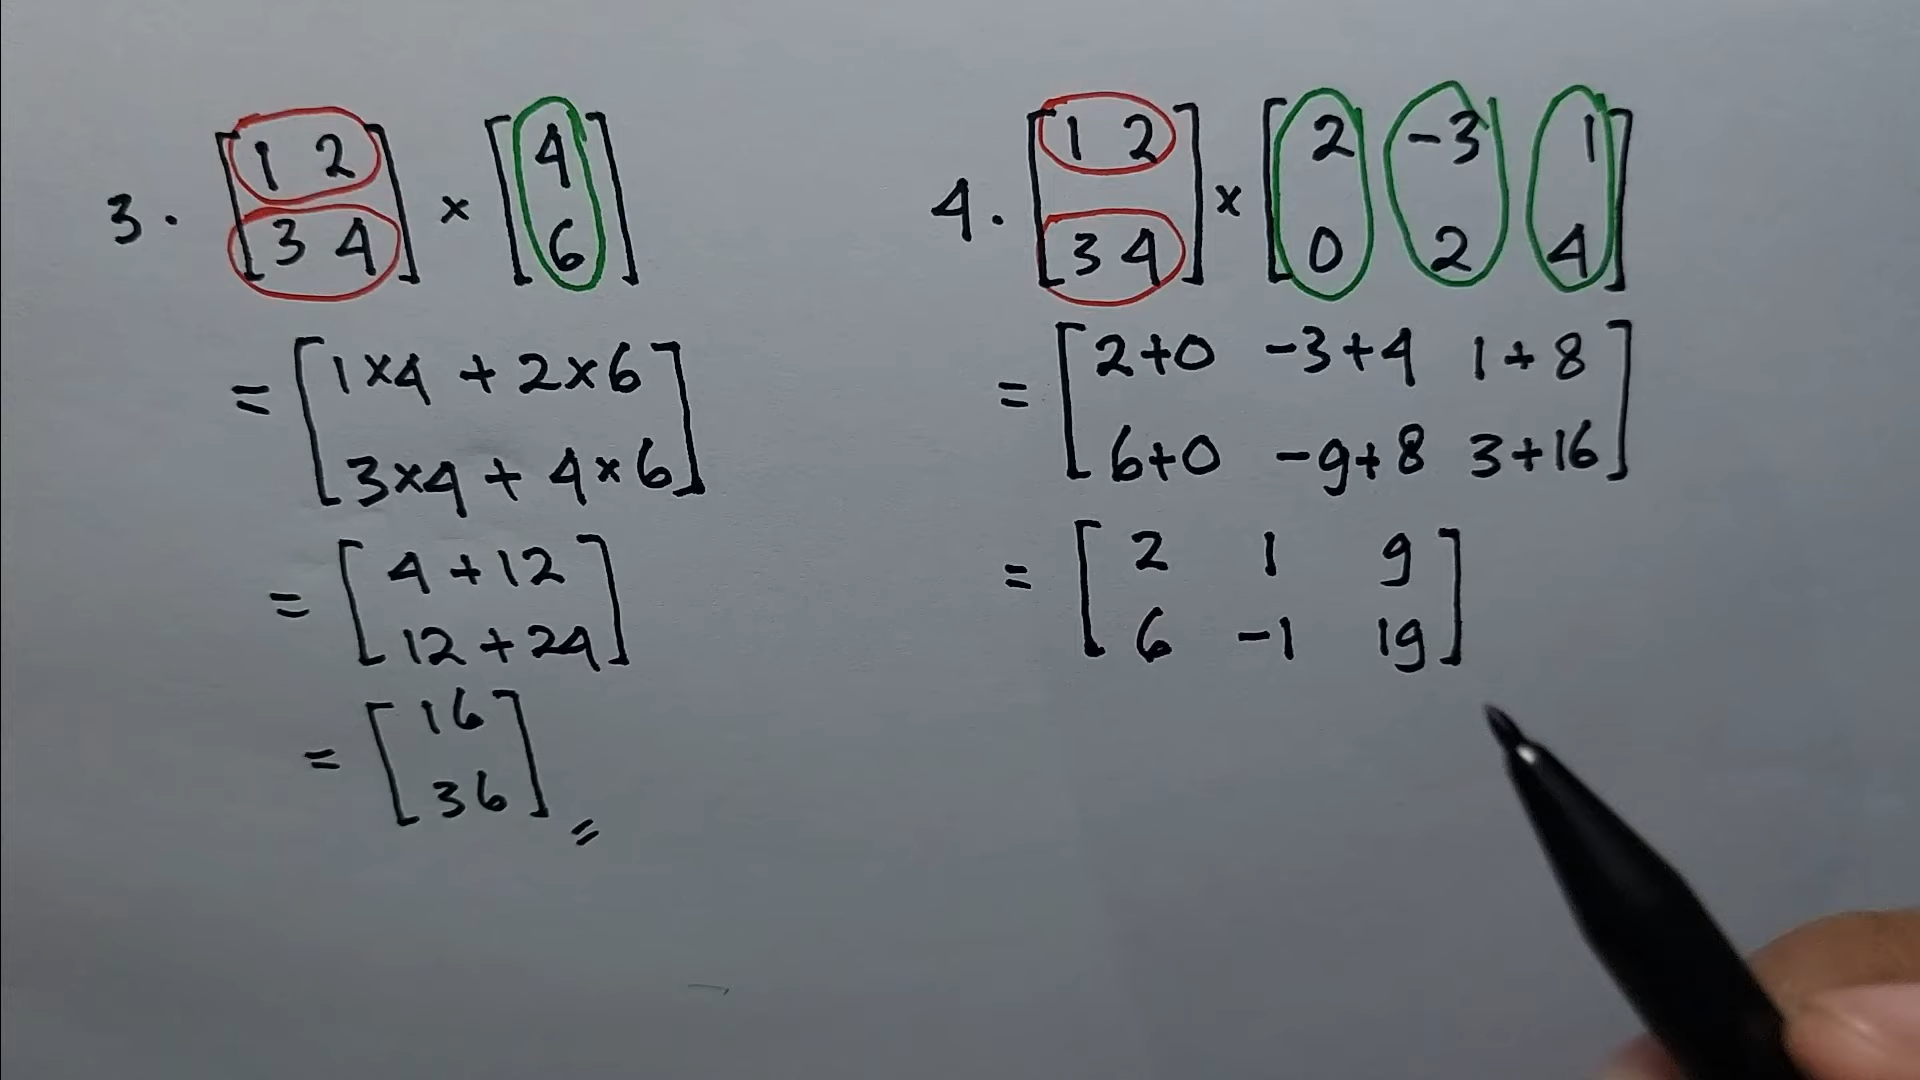 3. [1 2] × [4]
[3 4] [6]
= [1×4 + 2×6]
[3×4 + 4×6]
= [4+12]
[12+24]
= [16]
[36] =
4. [1 2] × [2 -3 1]
[3 4] [0 2 4]
= [2+0 -3+4 1+8]
[6+0 -9+8 3+16]
= [2 1 9]
[6 -1 19]